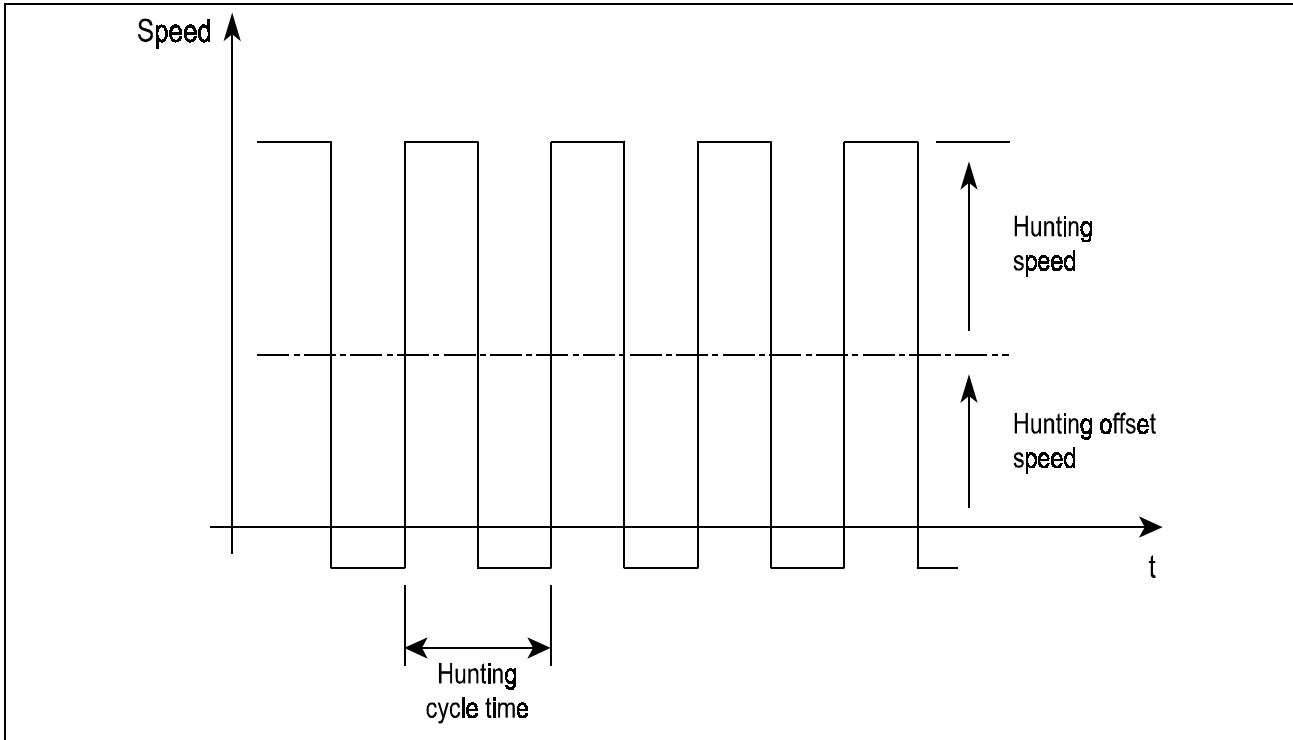 Speed
Hunting
speed
Hunting offset
speed
t
Hunting
cycle time